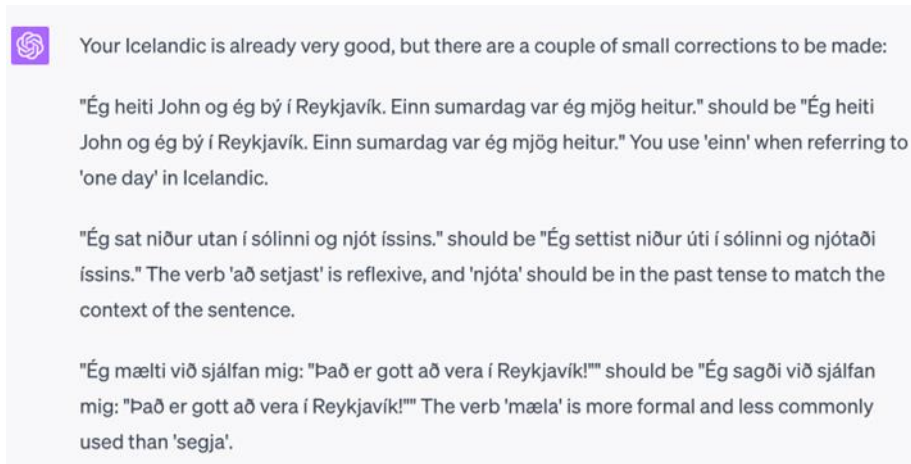 Your Icelandic is already very good, but there are a couple of small corrections to be made:
"Ég heiti John og ég bý í Reykjavík. Einn sumardag var ég mjög heitur." should be "Ég heiti
John og ég bý í Reykjavík. Einn sumardag var ég mjög heitur." You use 'einn' when referring to
'one day' in Icelandic.
"Ég sat niður utan í sólinni og njót íssins." should be "Ég settist niður úti í sólinni og njótaði
íssins." The verb 'að setjast' is reflexive, and 'njóta' should be in the past tense to match the
context of the sentence.
"Ég mælti við sjálfan mig: "Það er gott að vera í Reykjavík!"" should be "Ég sagði við sjálfan
mig: "Það er gott að vera í Reykjavík!"" The verb 'mæla' is more formal and less commonly
used than 'segja'.